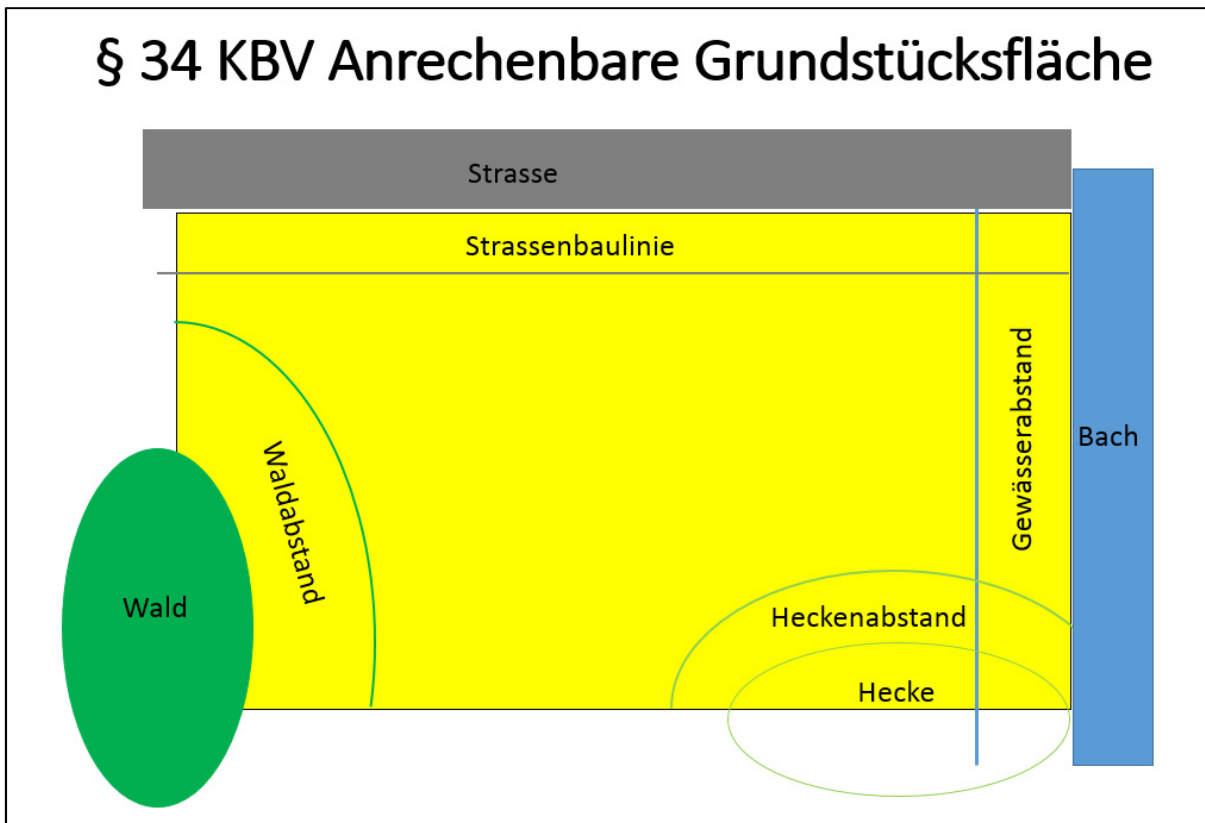 § 34 KBV Anrechenbare Grundstücksfläche
Strasse
Strassenbaulinie
Waldabstand
Gewässerabstand
Bach
Wald
Heckenabstand
Hecke